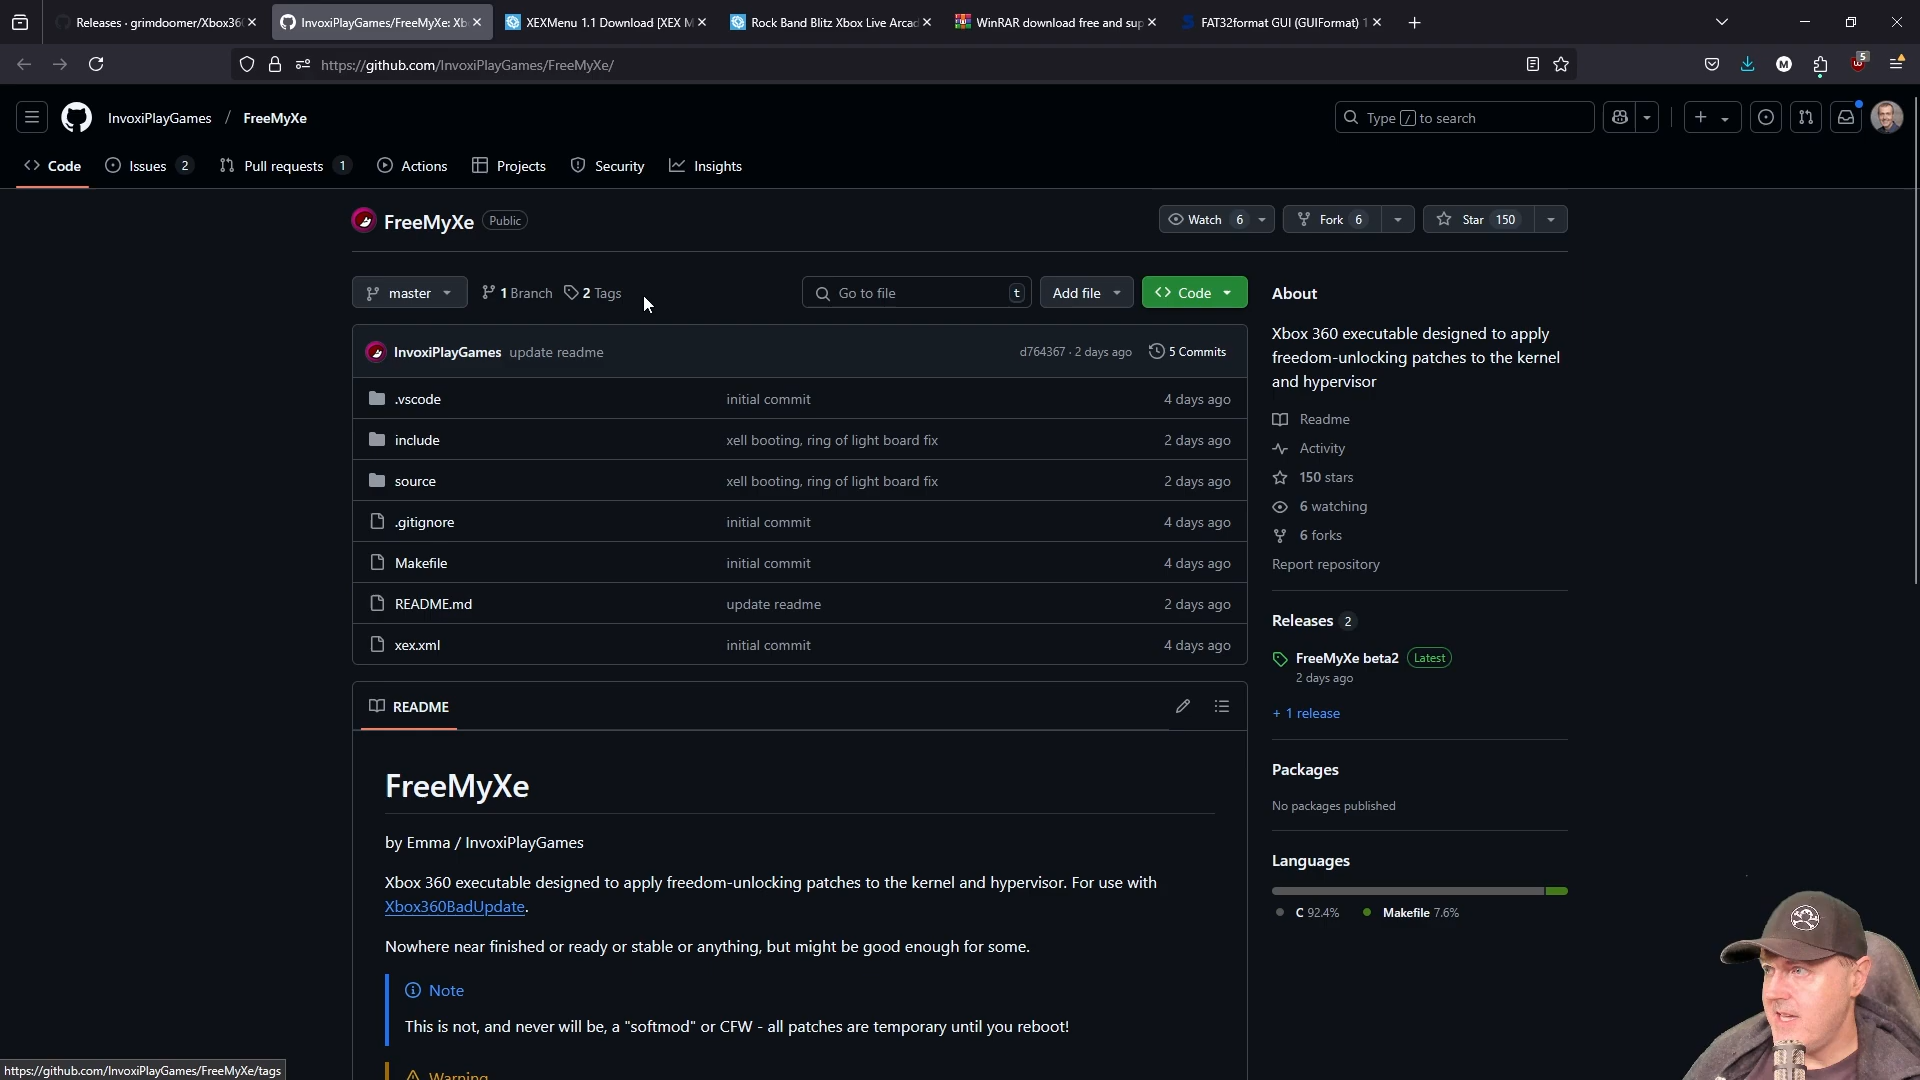 Releases · grimdoomer/Xbox36
InvoxiPlayGames/FreeMyXe: Xb
XEXMenu 1.1 Download [XEX M
Rock Band Blitz Xbox Live Arcad
WinRAR download free and sup
FAT32format GUI (GUIFormat) 1
https://github.com/InvoxiPlayGames/FreeMyXe/
M
5
InvoxiPlayGames / FreeMyXe
Type / to search
Code
Issues 2
Pull requests 1
Actions
Projects
Security
Insights
FreeMyXe Public
Watch 6
Fork 6
Star 150
master
1 Branch
2 Tags
Go to file t
Add file
<> Code
InvoxiPlayGames update readme
d764367 · 2 days ago
5 Commits
.vscode initial commit 4 days ago
include xell booting, ring of light board fix 2 days ago
source xell booting, ring of light board fix 2 days ago
.gitignore initial commit 4 days ago
Makefile initial commit 4 days ago
README.md update readme 2 days ago
xex.xml initial commit 4 days ago
README
FreeMyXe
by Emma / InvoxiPlayGames
Xbox 360 executable designed to apply freedom-unlocking patches to the kernel and hypervisor. For use with
Xbox360BadUpdate.
Nowhere near finished or ready or stable or anything, but might be good enough for some.
Note
This is not, and never will be, a "softmod" or CFW - all patches are temporary until you reboot!
Warning
About
Xbox 360 executable designed to apply
freedom-unlocking patches to the kernel
and hypervisor
Readme
Activity
150 stars
6 watching
6 forks
Report repository
Releases 2
FreeMyXe beta2 Latest
2 days ago
+ 1 release
Packages
No packages published
Languages
C 92.4%
Makefile 7.6%
https://github.com/InvoxiPlayGames/FreeMyXe/tags